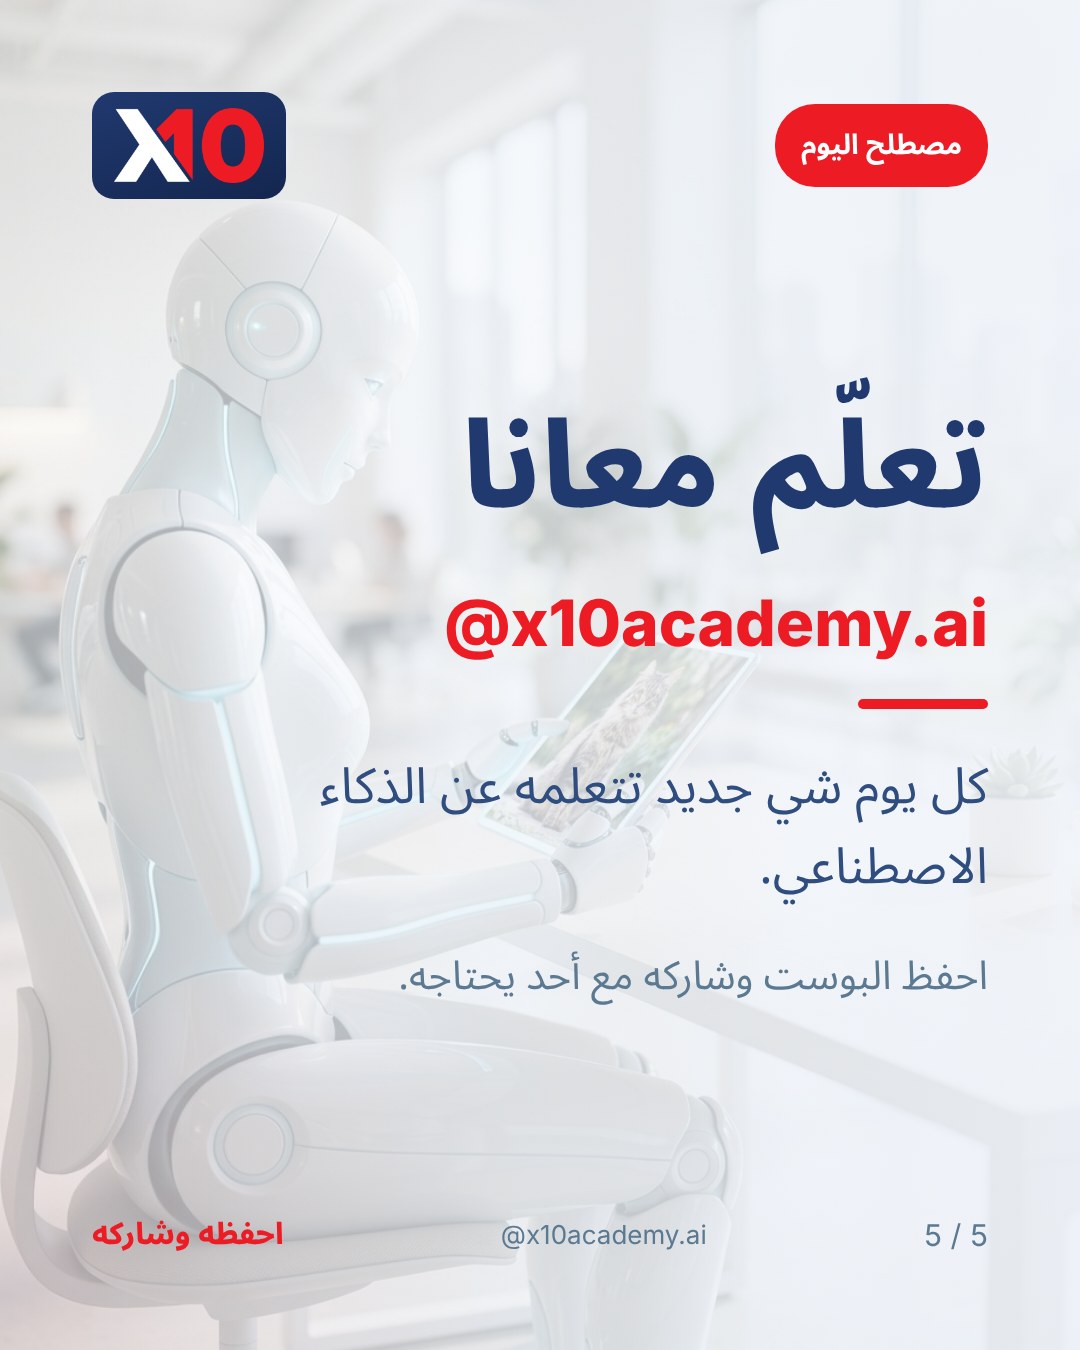 X10
مصطلح اليوم
تعلّم معانا
@x10academy.ai
كل يوم شي جديد تتعلمه عن الذكاء
الاصطناعي.
احفظ البوست وشاركه مع أحد يحتاجه.
احفظه وشاركه
@x10academy.ai
5 / 5